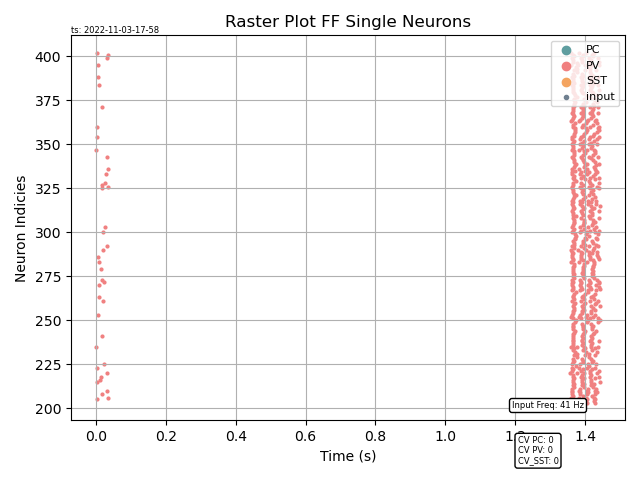 Raster Plot FF Single Neurons
ts: 2022-11-03-17-58
PC
PV
SST
input
Neuron Indicies
400
375
350
325
300
275
250
225
200
Input Freq: 41 Hz
0.0 0.2 0.4 0.6 0.8 1.0 1.2 1.4
Time (s)
CV PC: 0
CV PV: 0
CV_SST: 0